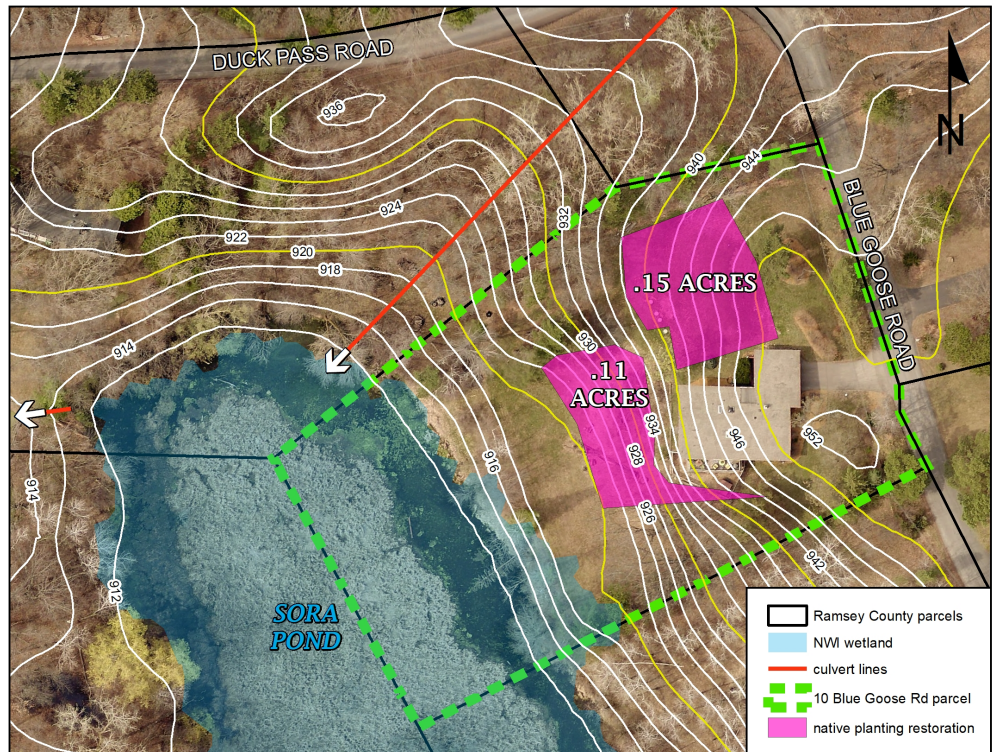 DUCK PASS ROAD
936
N
940
944
932
924
922
920
918
BLUE GOOSE ROAD
.15 ACRES
914
930
.11
ACRES
934
946
952
928
916
914
926
942
912
SORA
POND
Ramsey County parcels
NWI wetland
culvert lines
10 Blue Goose Rd parcel
native planting restoration